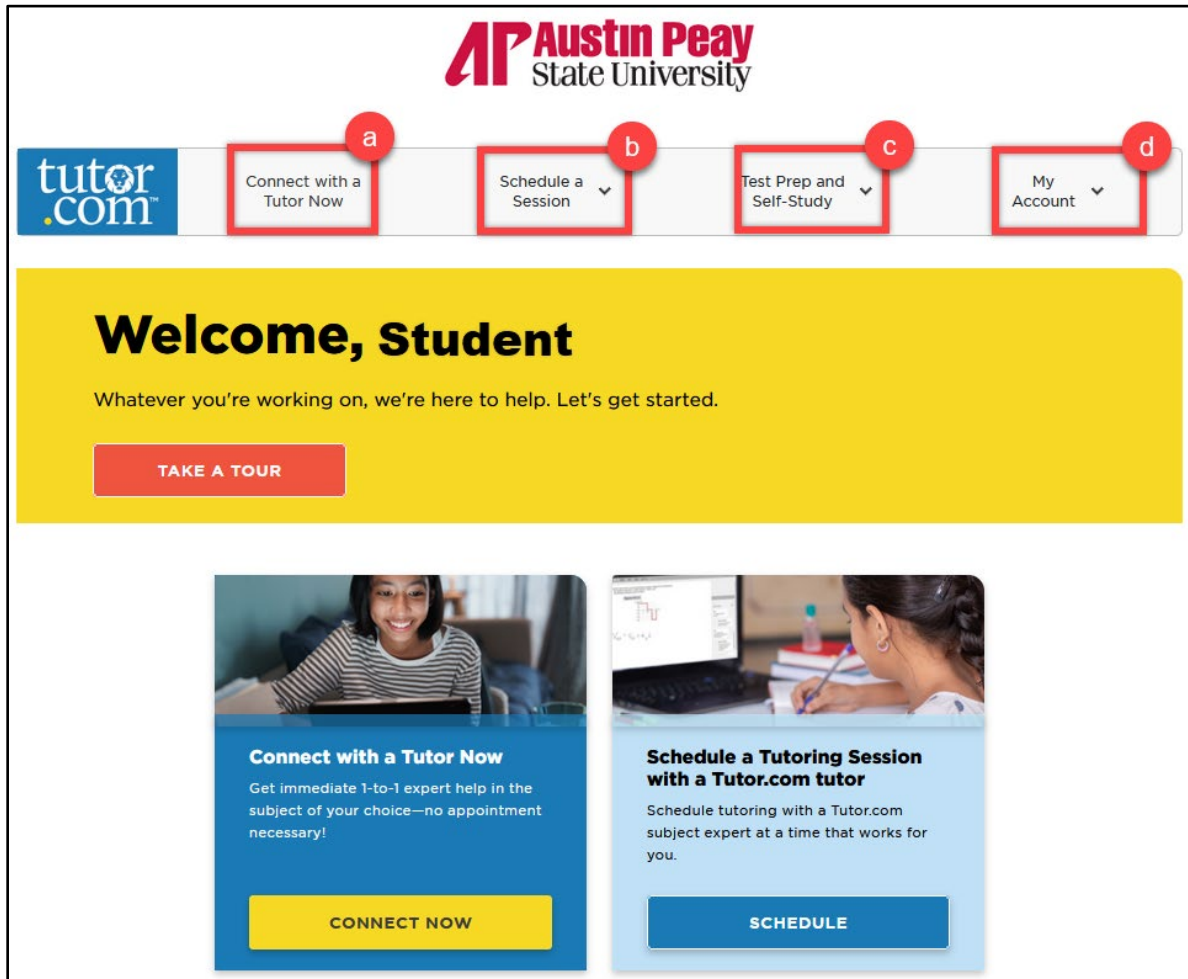 AP Austin Peay
State University
a
b
c
d
tutor
.com™
Connect with a
Tutor Now
Schedule a
Session
Test Prep and
Self-Study
My
Account
Welcome, Student
Whatever you're working on, we're here to help. Let's get started.
TAKE A TOUR
Connect with a Tutor Now
Get immediate 1-to-1 expert help in the
subject of your choice—no appointment
necessary!
CONNECT NOW
Schedule a Tutoring Session
with a Tutor.com tutor
Schedule tutoring with a Tutor.com
subject expert at a time that works for
you.
SCHEDULE